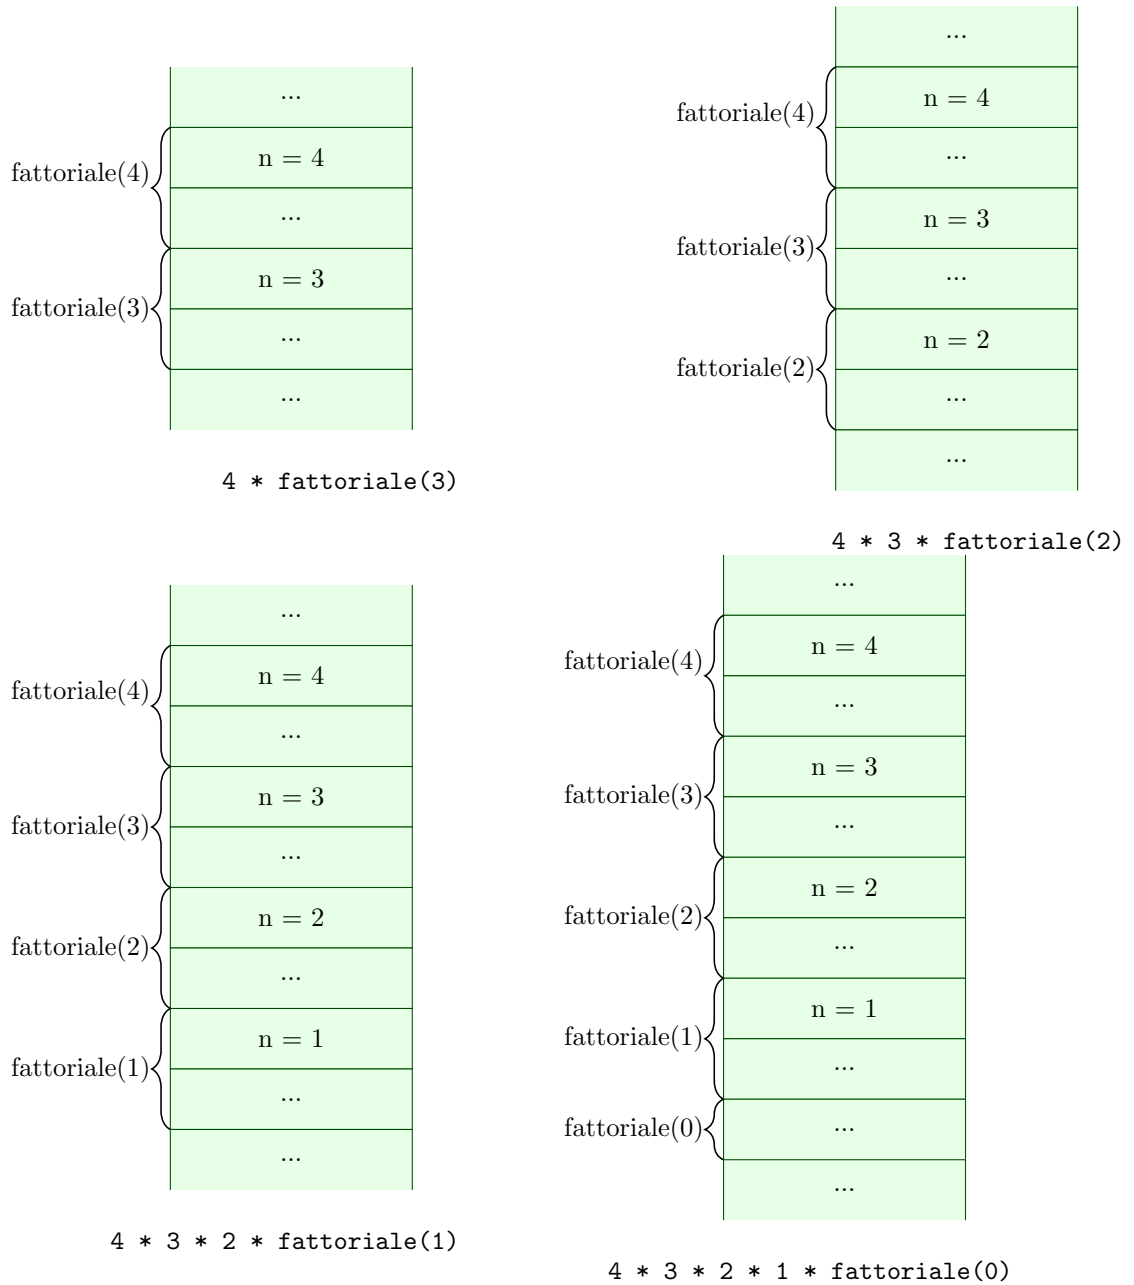 ...
fattoriale(4)
n = 4
...
fattoriale(3)
n = 3
...
...
4 * fattoriale(3)
...
fattoriale(4)
n = 4
...
fattoriale(3)
n = 3
...
fattoriale(2)
n = 2
...
...
4 * 3 * fattoriale(2)
...
fattoriale(4)
n = 4
...
fattoriale(3)
n = 3
...
fattoriale(2)
n = 2
...
fattoriale(1)
n = 1
...
...
4 * 3 * 2 * fattoriale(1)
...
fattoriale(4)
n = 4
...
fattoriale(3)
n = 3
...
fattoriale(2)
n = 2
...
fattoriale(1)
n = 1
...
fattoriale(0)
...
...
4 * 3 * 2 * 1 * fattoriale(0)